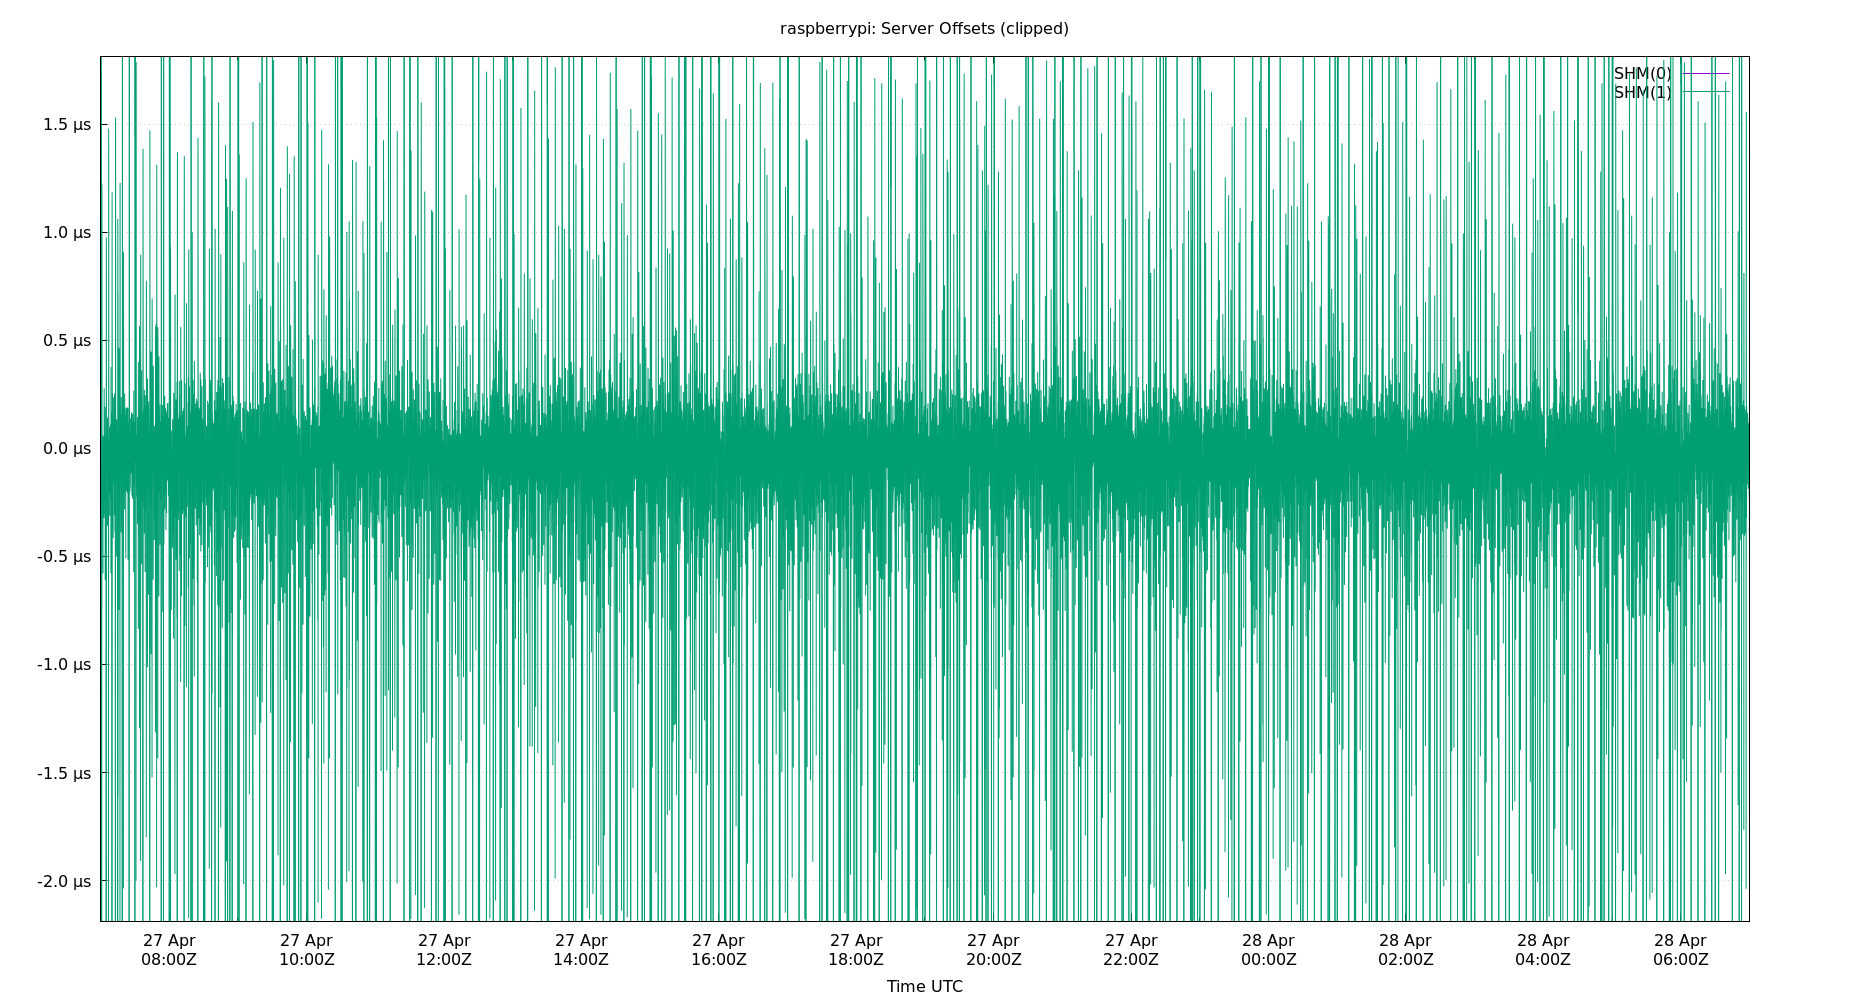 raspberrypi: Server Offsets (clipped)
SHM(0)
SHM(1)
1.5 µs
1.0 µs
0.5 µs
0.0 µs
-0.5 µs
-1.0 µs
-1.5 µs
-2.0 µs
27 Apr 27 Apr 27 Apr 27 Apr 27 Apr 27 Apr 27 Apr 27 Apr 28 Apr 28 Apr 28 Apr 28 Apr
08:00Z 10:00Z 12:00Z 14:00Z 16:00Z 18:00Z 20:00Z 22:00Z 00:00Z 02:00Z 04:00Z 06:00Z
Time UTC